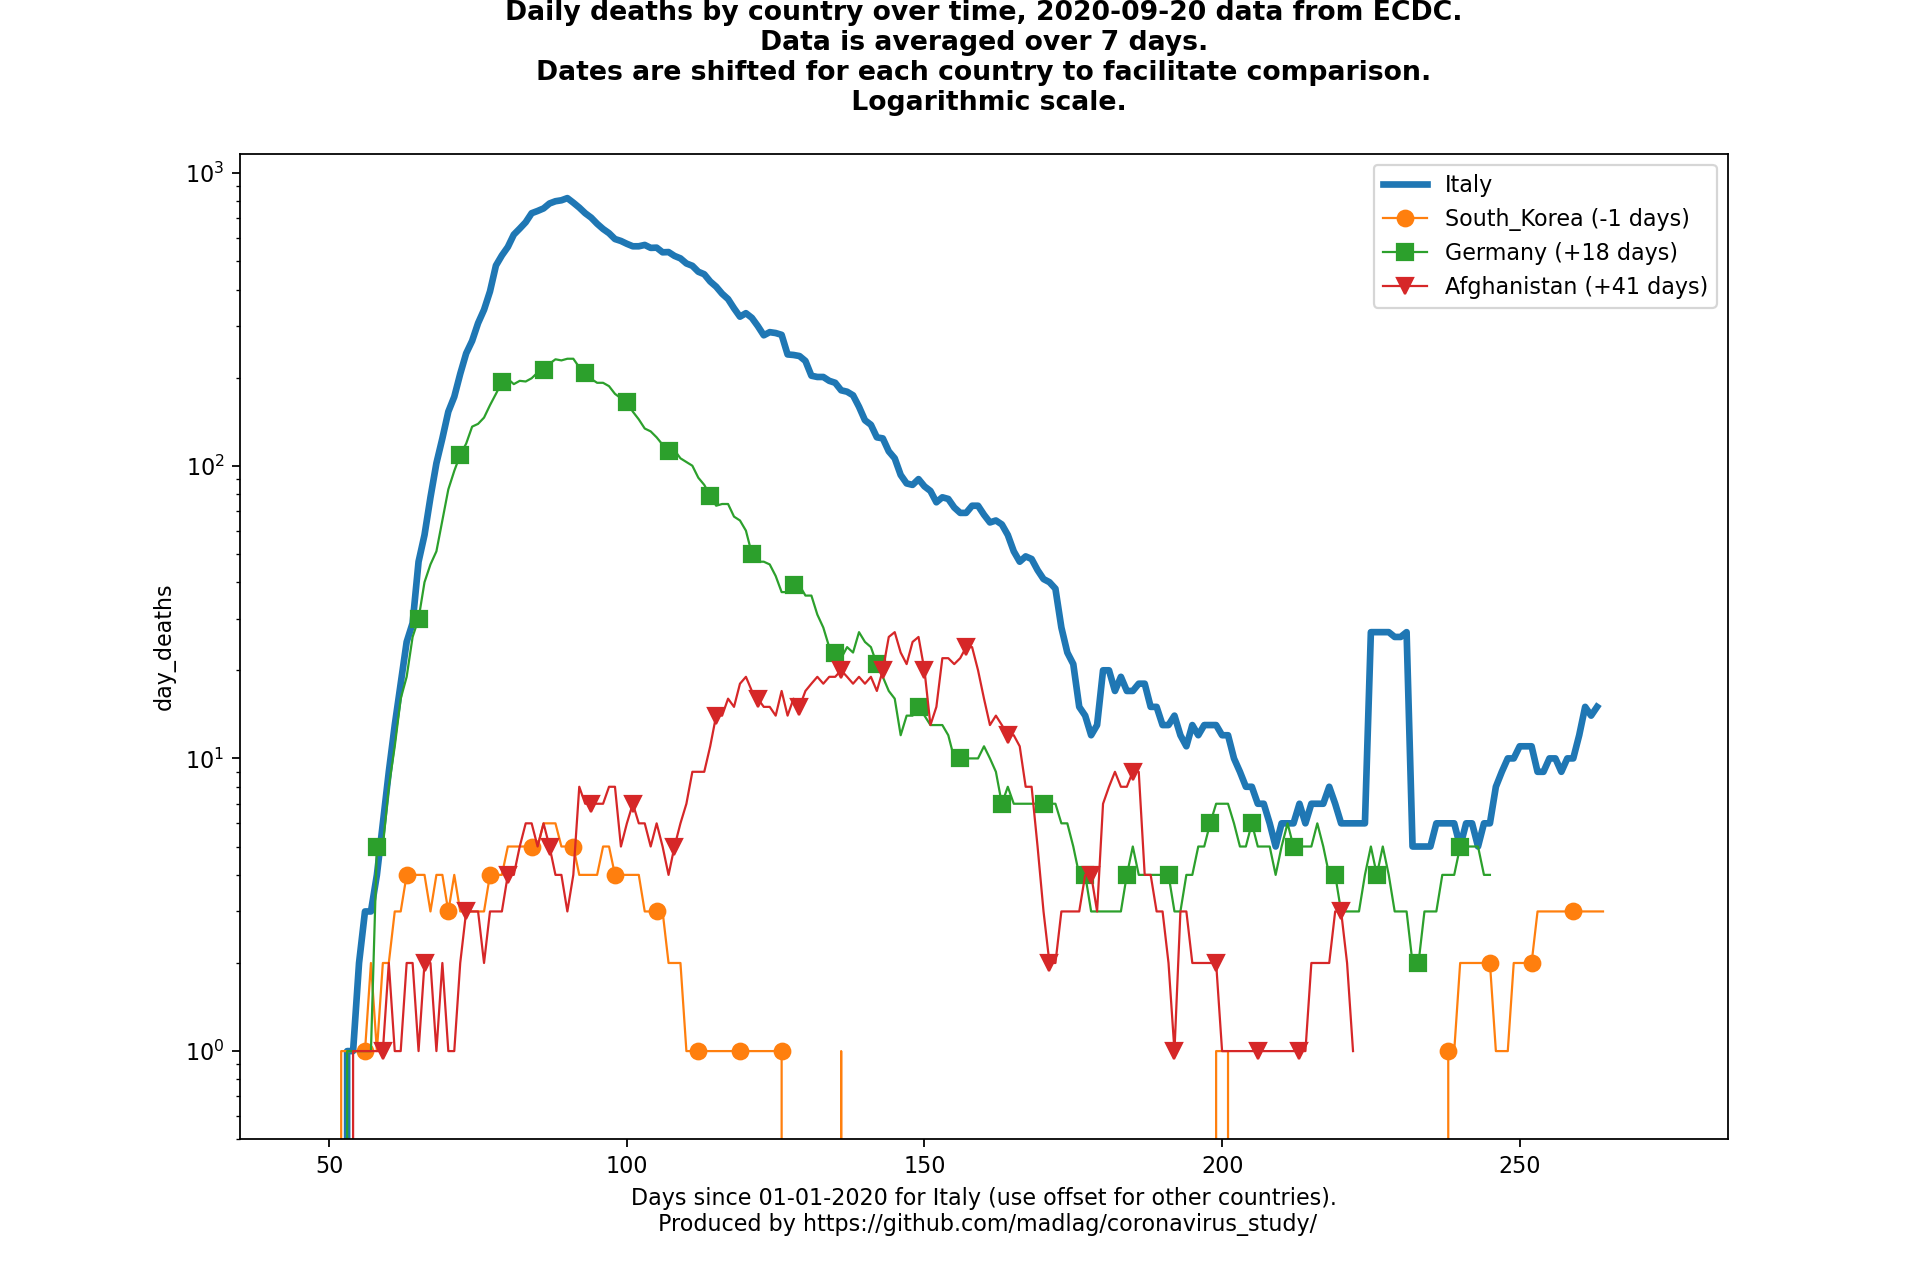 Daily deaths by country over time, 2020-09-20 data from ECDC.
Data is averaged over 7 days.
Dates are shifted for each country to facilitate comparison.
Logarithmic scale.
10³
10²
10¹
10⁰
day_deaths
Italy
South_Korea (-1 days)
Germany (+18 days)
Afghanistan (+41 days)
50 100 150 200 250
Days since 01-01-2020 for Italy (use offset for other countries).
Produced by https://github.com/madlag/coronavirus_study/